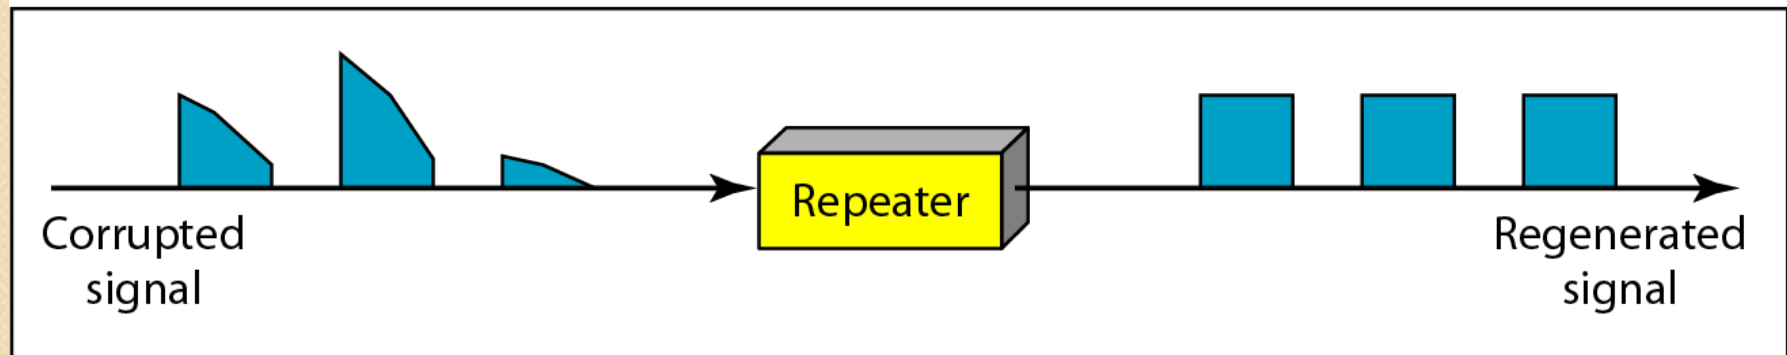 Repeater
Corrupted
signal
Regenerated
signal